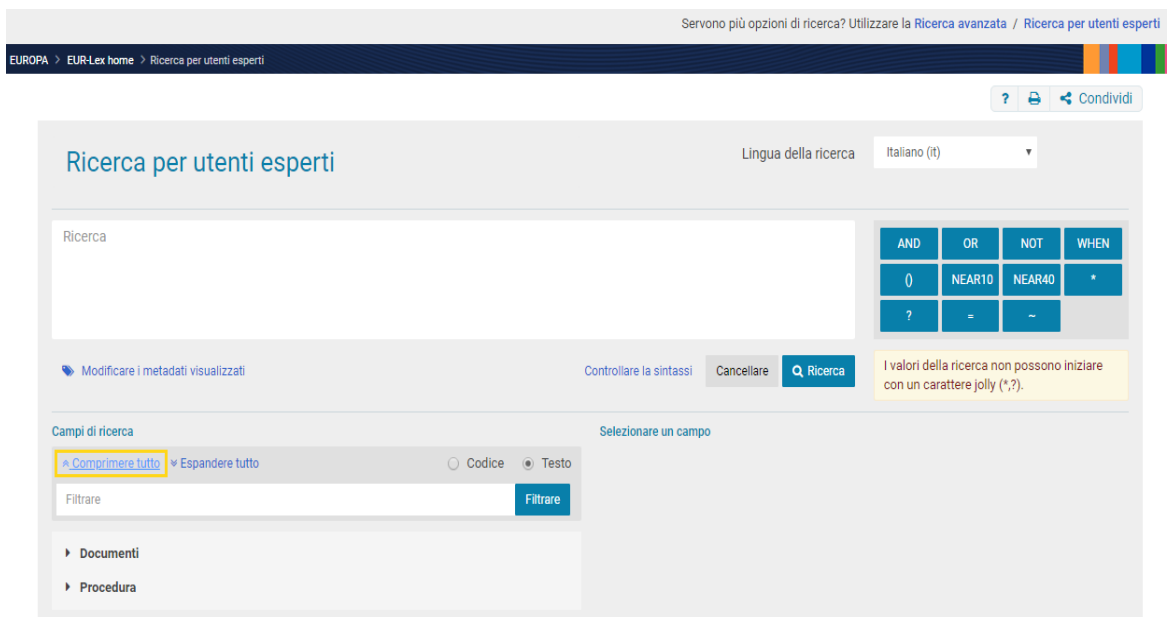 Servono più opzioni di ricerca? Utilizzare la Ricerca avanzata / Ricerca per utenti esperti
EUROPA > EUR-Lex home > Ricerca per utenti esperti
? Condividi
Ricerca per utenti esperti
Lingua della ricerca Italiano (it)
Ricerca
AND OR NOT WHEN
() NEAR10 NEAR40 *
? = ~
Modificare i metadati visualizzati
Controllare la sintassi Cancellare Ricerca
I valori della ricerca non possono iniziare
con un carattere jolly (*,?).
Campi di ricerca
Selezionare un campo
Comprimere tutto Espandere tutto Codice Testo
Filtrare Filtrare
Documenti
Procedura